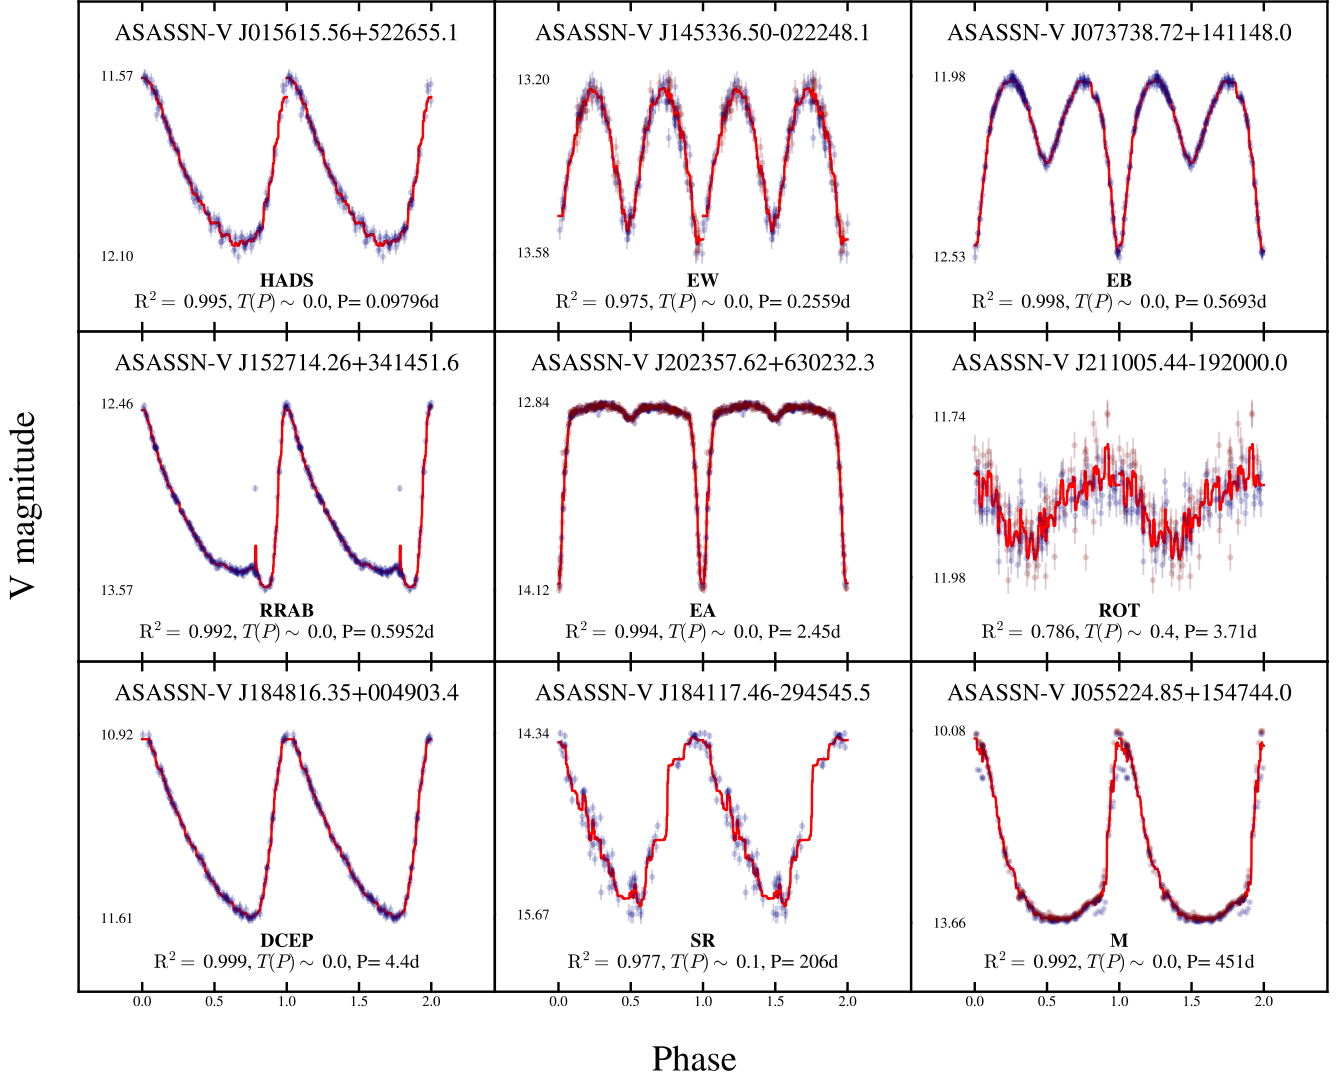 ASASSN-V J015615.56+522655.1
11.57
12.10
HADS
R² = 0.995, T(P) ∼ 0.0, P= 0.09796d
ASASSN-V J145336.50-022248.1
13.20
13.58
EW
R² = 0.975, T(P) ∼ 0.0, P= 0.2559d
ASASSN-V J073738.72+141148.0
11.98
12.53
EB
R² = 0.998, T(P) ∼ 0.0, P= 0.5693d
V magnitude
ASASSN-V J152714.26+341451.6
12.46
13.57
RRAB
R² = 0.992, T(P) ∼ 0.0, P= 0.5952d
ASASSN-V J202357.62+630232.3
12.84
14.12
EA
R² = 0.994, T(P) ∼ 0.0, P= 2.45d
ASASSN-V J211005.44-192000.0
11.74
11.98
ROT
R² = 0.786, T(P) ∼ 0.4, P= 3.71d
ASASSN-V J184816.35+004903.4
10.92
11.61
DCEP
R² = 0.999, T(P) ∼ 0.0, P= 4.4d
0.0 0.5 1.0 1.5 2.0
ASASSN-V J184117.46-294545.5
14.34
15.67
SR
R² = 0.977, T(P) ∼ 0.1, P= 206d
0.0 0.5 1.0 1.5 2.0
ASASSN-V J055224.85+154744.0
10.08
13.66
M
R² = 0.992, T(P) ∼ 0.0, P= 451d
0.0 0.5 1.0 1.5 2.0
Phase